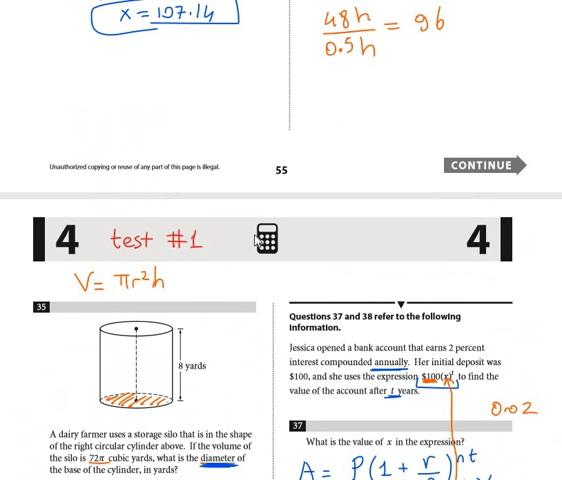 x = 107.14
48h
0.5h
= 96
Unauthorized copying or reuse of any part of this page is illegal.
55
CONTINUE
4
test #1
4
V = πr²h
35
8 yards
A dairy farmer uses a storage silo that is in the shape
of the right circular cylinder above. If the volume of
the silo is 72π cubic yards, what is the diameter of
the base of the cylinder, in yards?
Questions 37 and 38 refer to the following
information.
Jessica opened a bank account that earns 2 percent
interest compounded annually. Her initial deposit was
$100, and she uses the expression $100(x)ᵗ to find the
value of the account after t years.
0.02
37
What is the value of x in the expression?
A = P(1 + r
nt